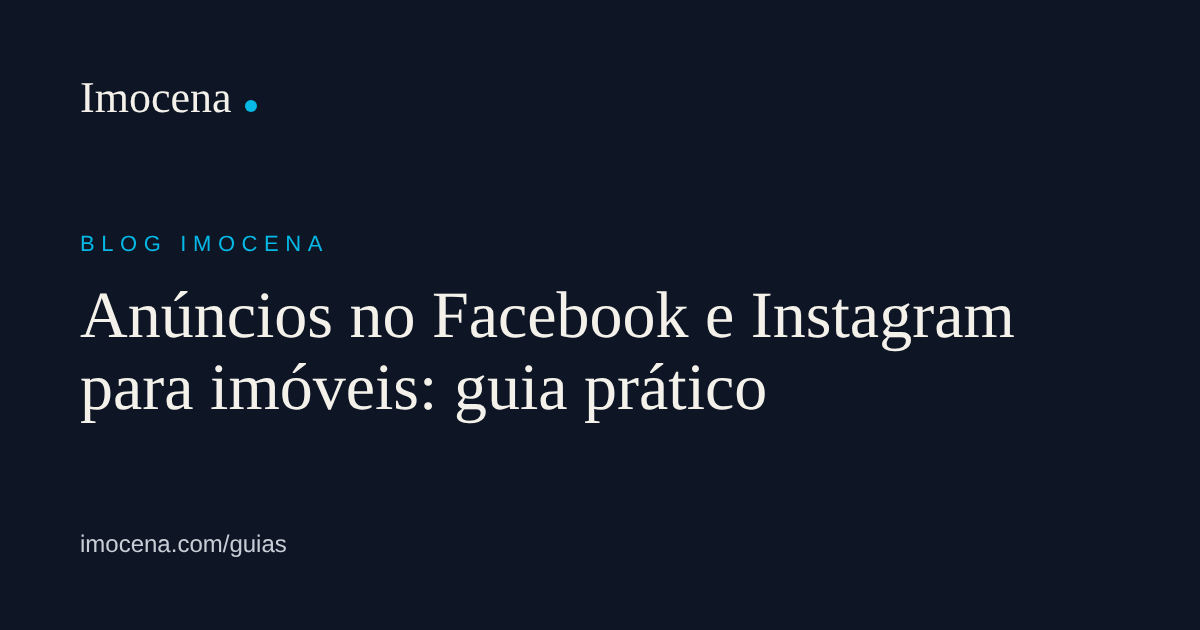 Imocena
BLOG IMOCENA
Anúncios no Facebook e Instagram
para imóveis: guia prático
imocena.com/guias